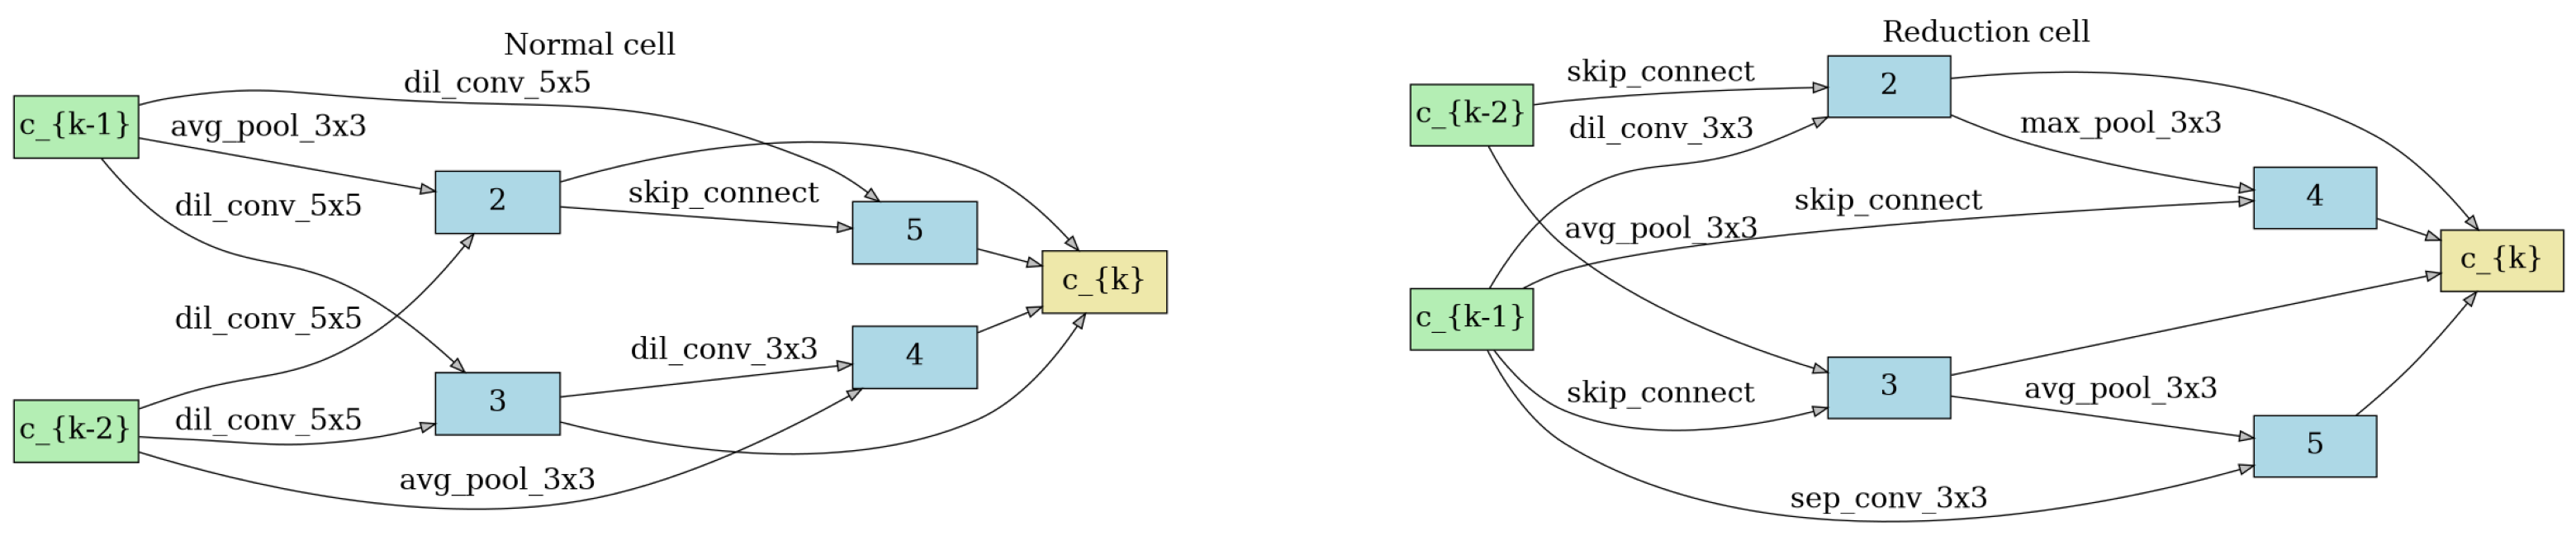 Normal cell
dil_conv_5x5
c_{k-1}
avg_pool_3x3
2
skip_connect
dil_conv_5x5
5
c_{k}
dil_conv_5x5
dil_conv_3x3
4
3
c_{k-2}
dil_conv_5x5
avg_pool_3x3
Reduction cell
skip_connect
2
c_{k-2}
dil_conv_3x3
max_pool_3x3
4
skip_connect
avg_pool_3x3
c_{k}
c_{k-1}
3
skip_connect
avg_pool_3x3
5
sep_conv_3x3